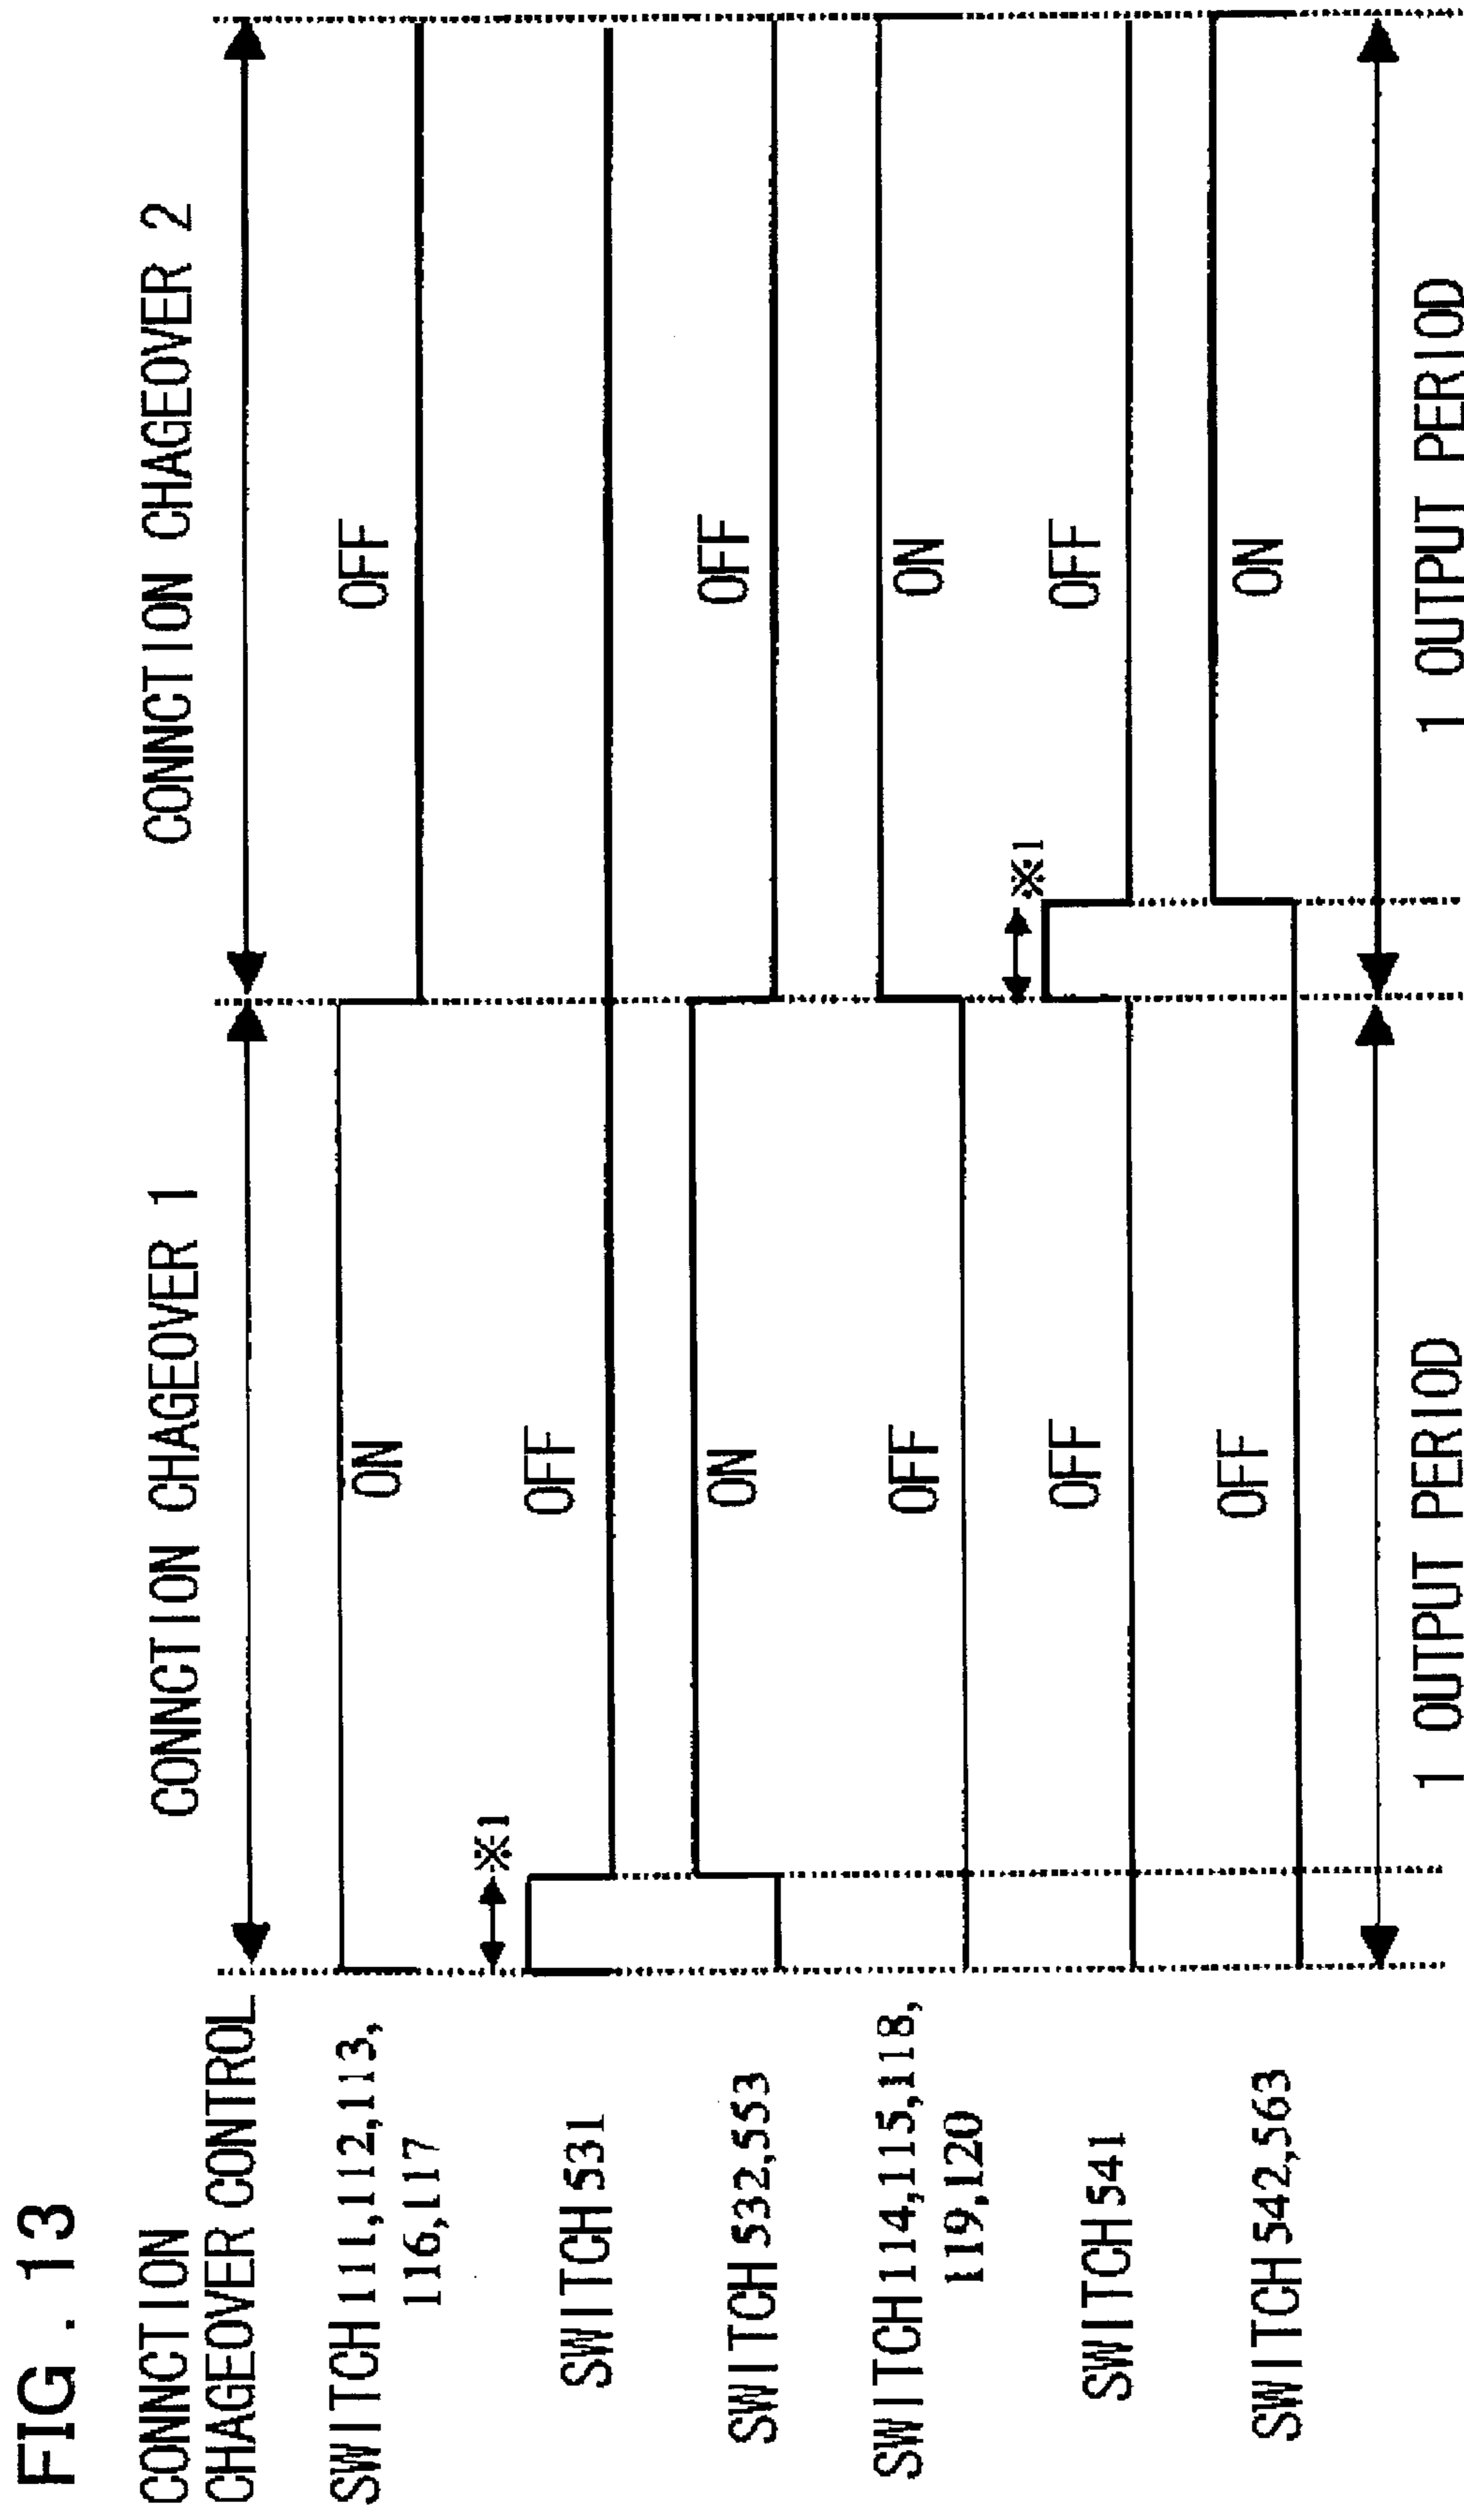 FIG. 13
CONNCTION
CHAGEOVER CONTROL
CONNCTION CHAGEOVER 1
CONNCTION CHAGEOVER 2
SWITCH 111,112,113,
116,117
ON
OFF
※1
SWITCH 531
OFF
SWITCH 532,553
ON
OFF
SWITCH 114,115,118,
119,120
OFF
ON
※1
SWITCH 541
OFF
OFF
SWITCH 542,563
OFF
ON
1 OUTPUT PERIOD
1 OUTPUT PERIOD